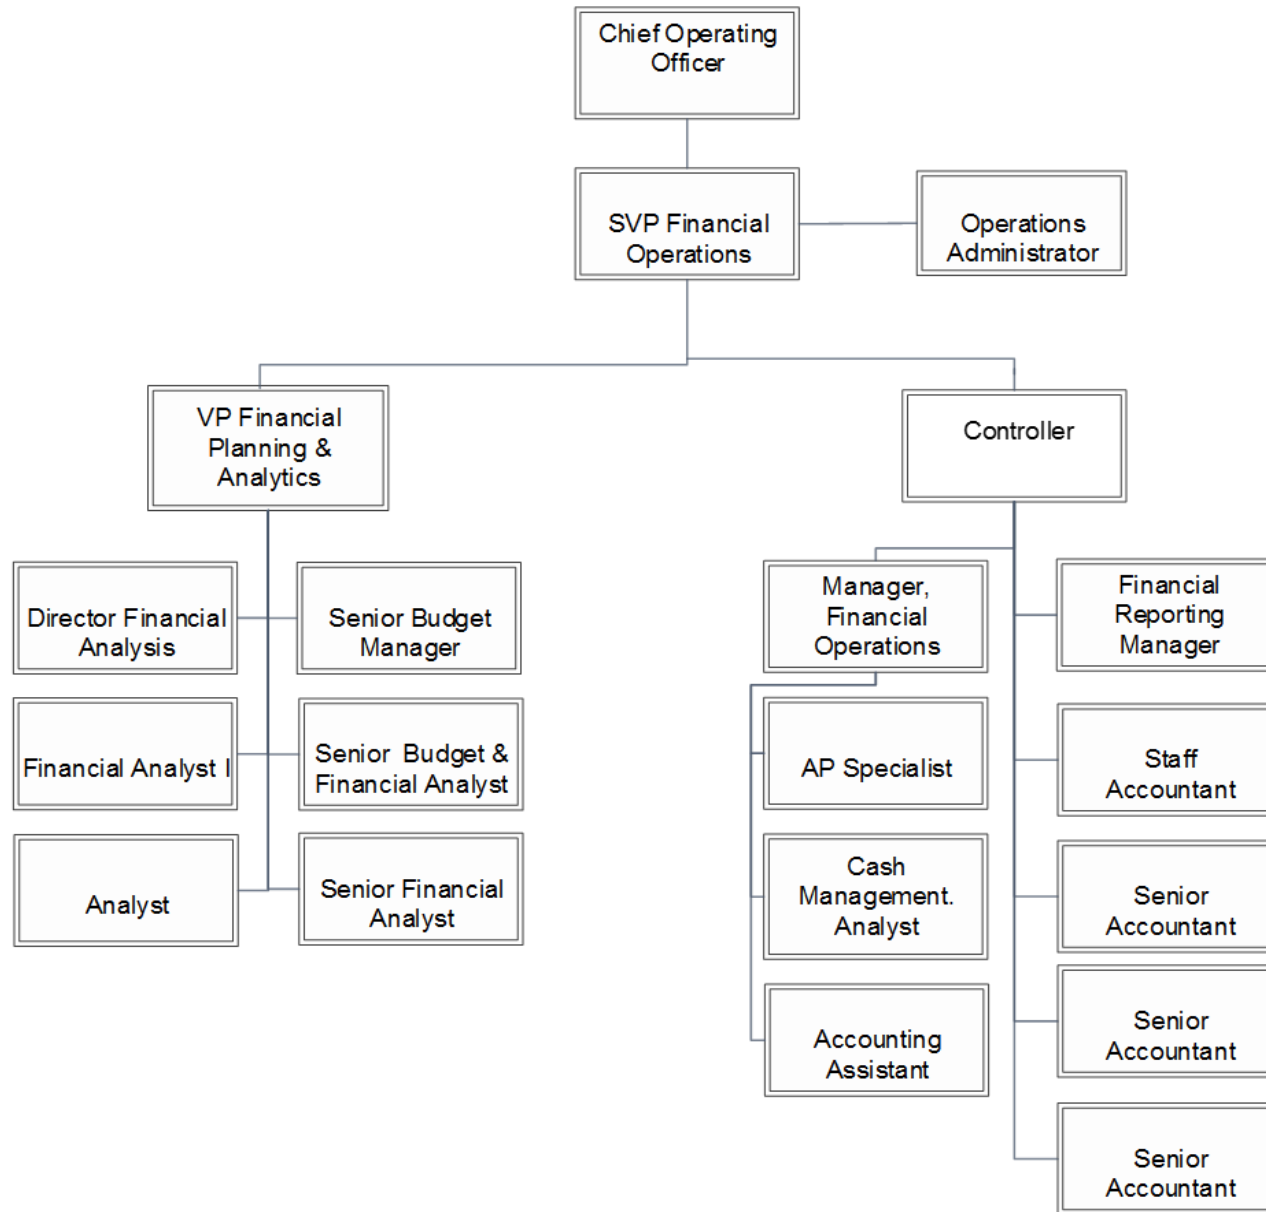 Chief Operating
Officer
SVP Financial
Operations
Operations
Administrator
VP Financial
Planning &
Analytics
Controller
Director Financial
Analysis
Senior Budget
Manager
Financial Analyst I
Senior  Budget &
Financial Analyst
Analyst
Senior Financial
Analyst
Manager,
Financial
Operations
Financial
Reporting
Manager
AP Specialist
Staff
Accountant
Cash
Management.
Analyst
Senior
Accountant
Accounting
Assistant
Senior
Accountant
Senior
Accountant